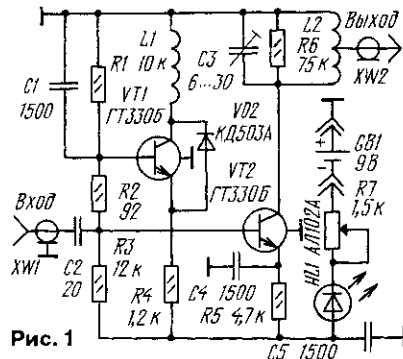 L1
10 к
R1
C1
1500
VT1
ГТ330Б
C3
6...30
L2
R6
75 к
Выход
XW2
VD2
КД503А
VT2
ГТ330Б
GB1
9В
R7
1,5 к
R2
92
Вход
XW1
C2
20
R3
12 к
R4
1,2 к
C4
1500
R5 4,7 к
HL1 АЛ102А
C5 1500
Рис. 1